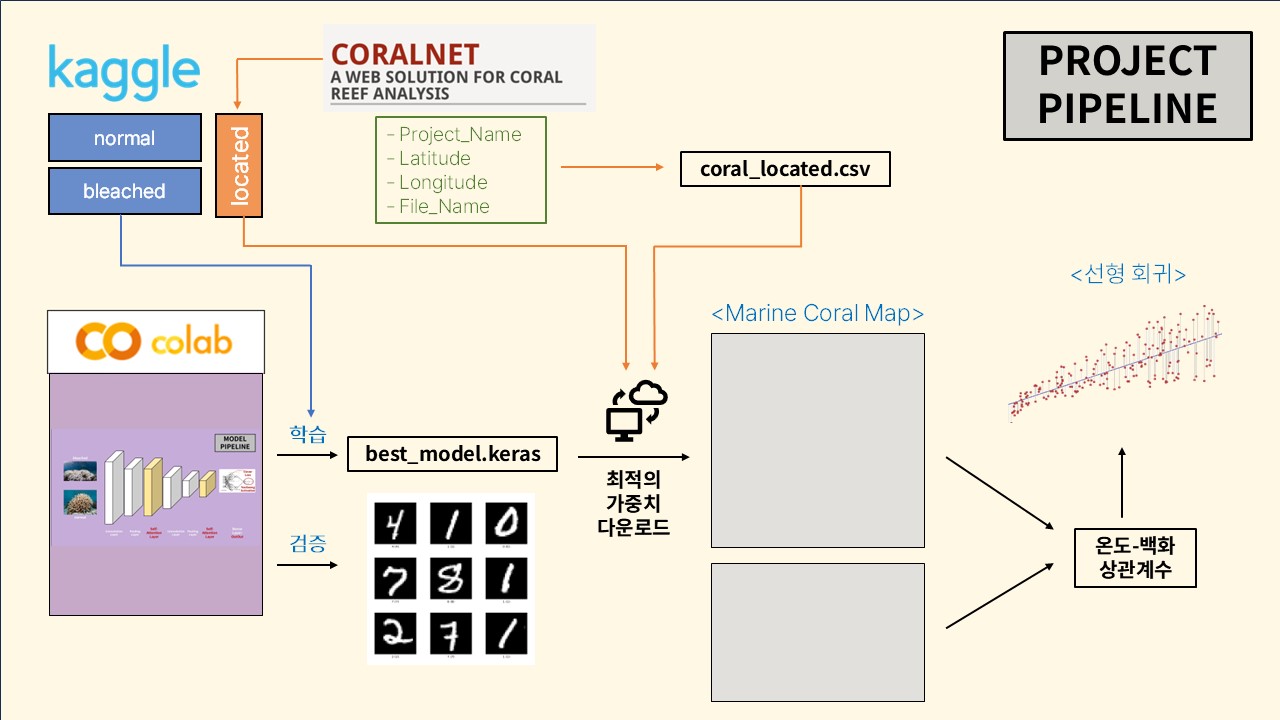 kaggle
CORALNET
A WEB SOLUTION FOR CORAL
REEF ANALYSIS
PROJECT
PIPELINE
normal
bleached
located
- Project_Name
- Latitude
- Longitude
- File_Name
coral_located.csv
<선형 회귀>
<Marine Coral Map>
colab
MODEL
PIPELINE
학습
best_model.keras
검증
4 1 0
7 8 1
2 7 1
최적의
가중치
다운로드
온도-백화
상관계수